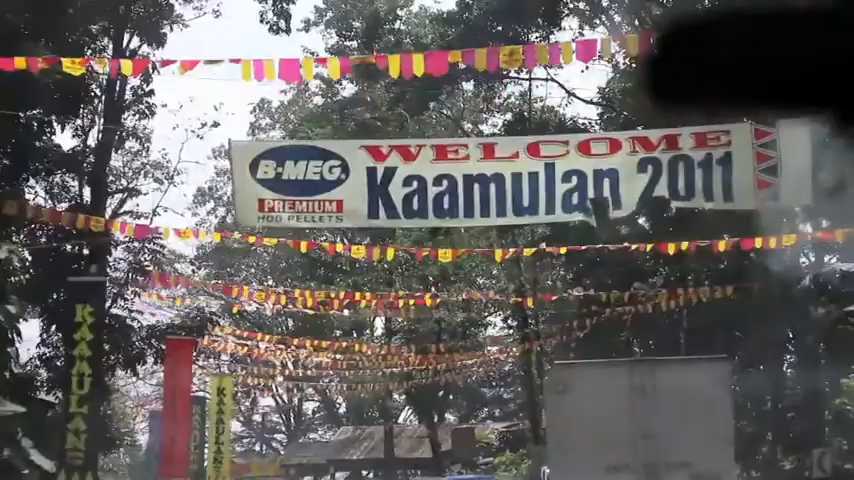 WELCOME
B-MEG
PREMIUM
HOG PELLETS
KaamulaN 2011
KAAMULAN
KAAMULAN